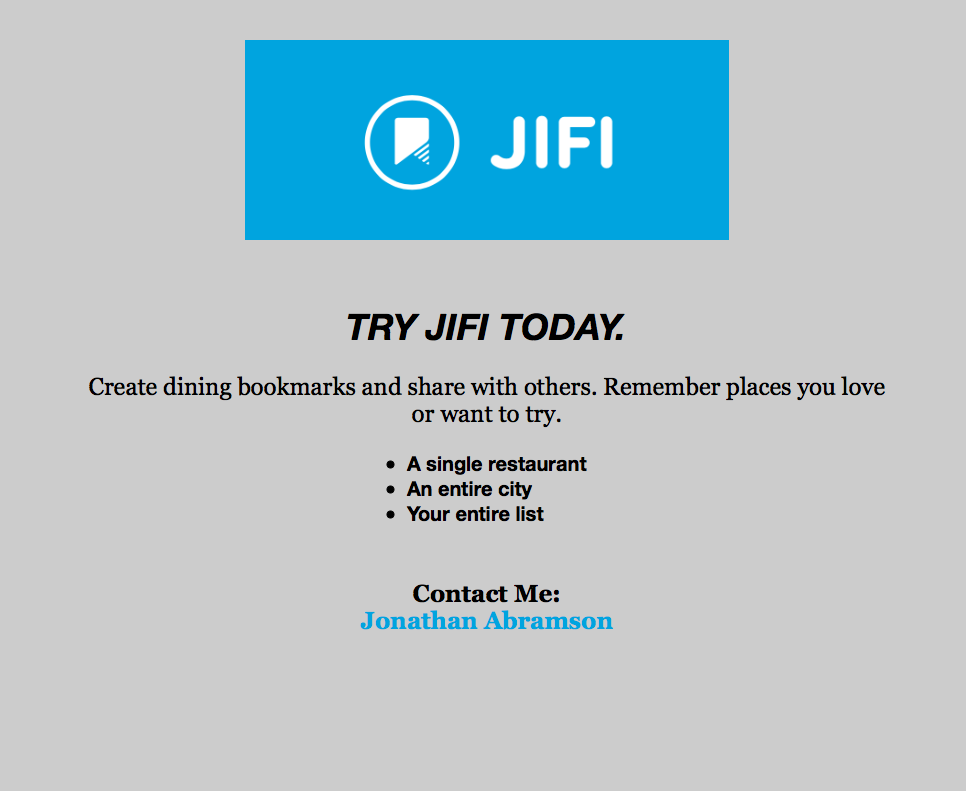 JIFI
TRY JIFI TODAY.
Create dining bookmarks and share with others. Remember places you love
or want to try.
• A single restaurant
• An entire city
• Your entire list
Contact Me:
Jonathan Abramson